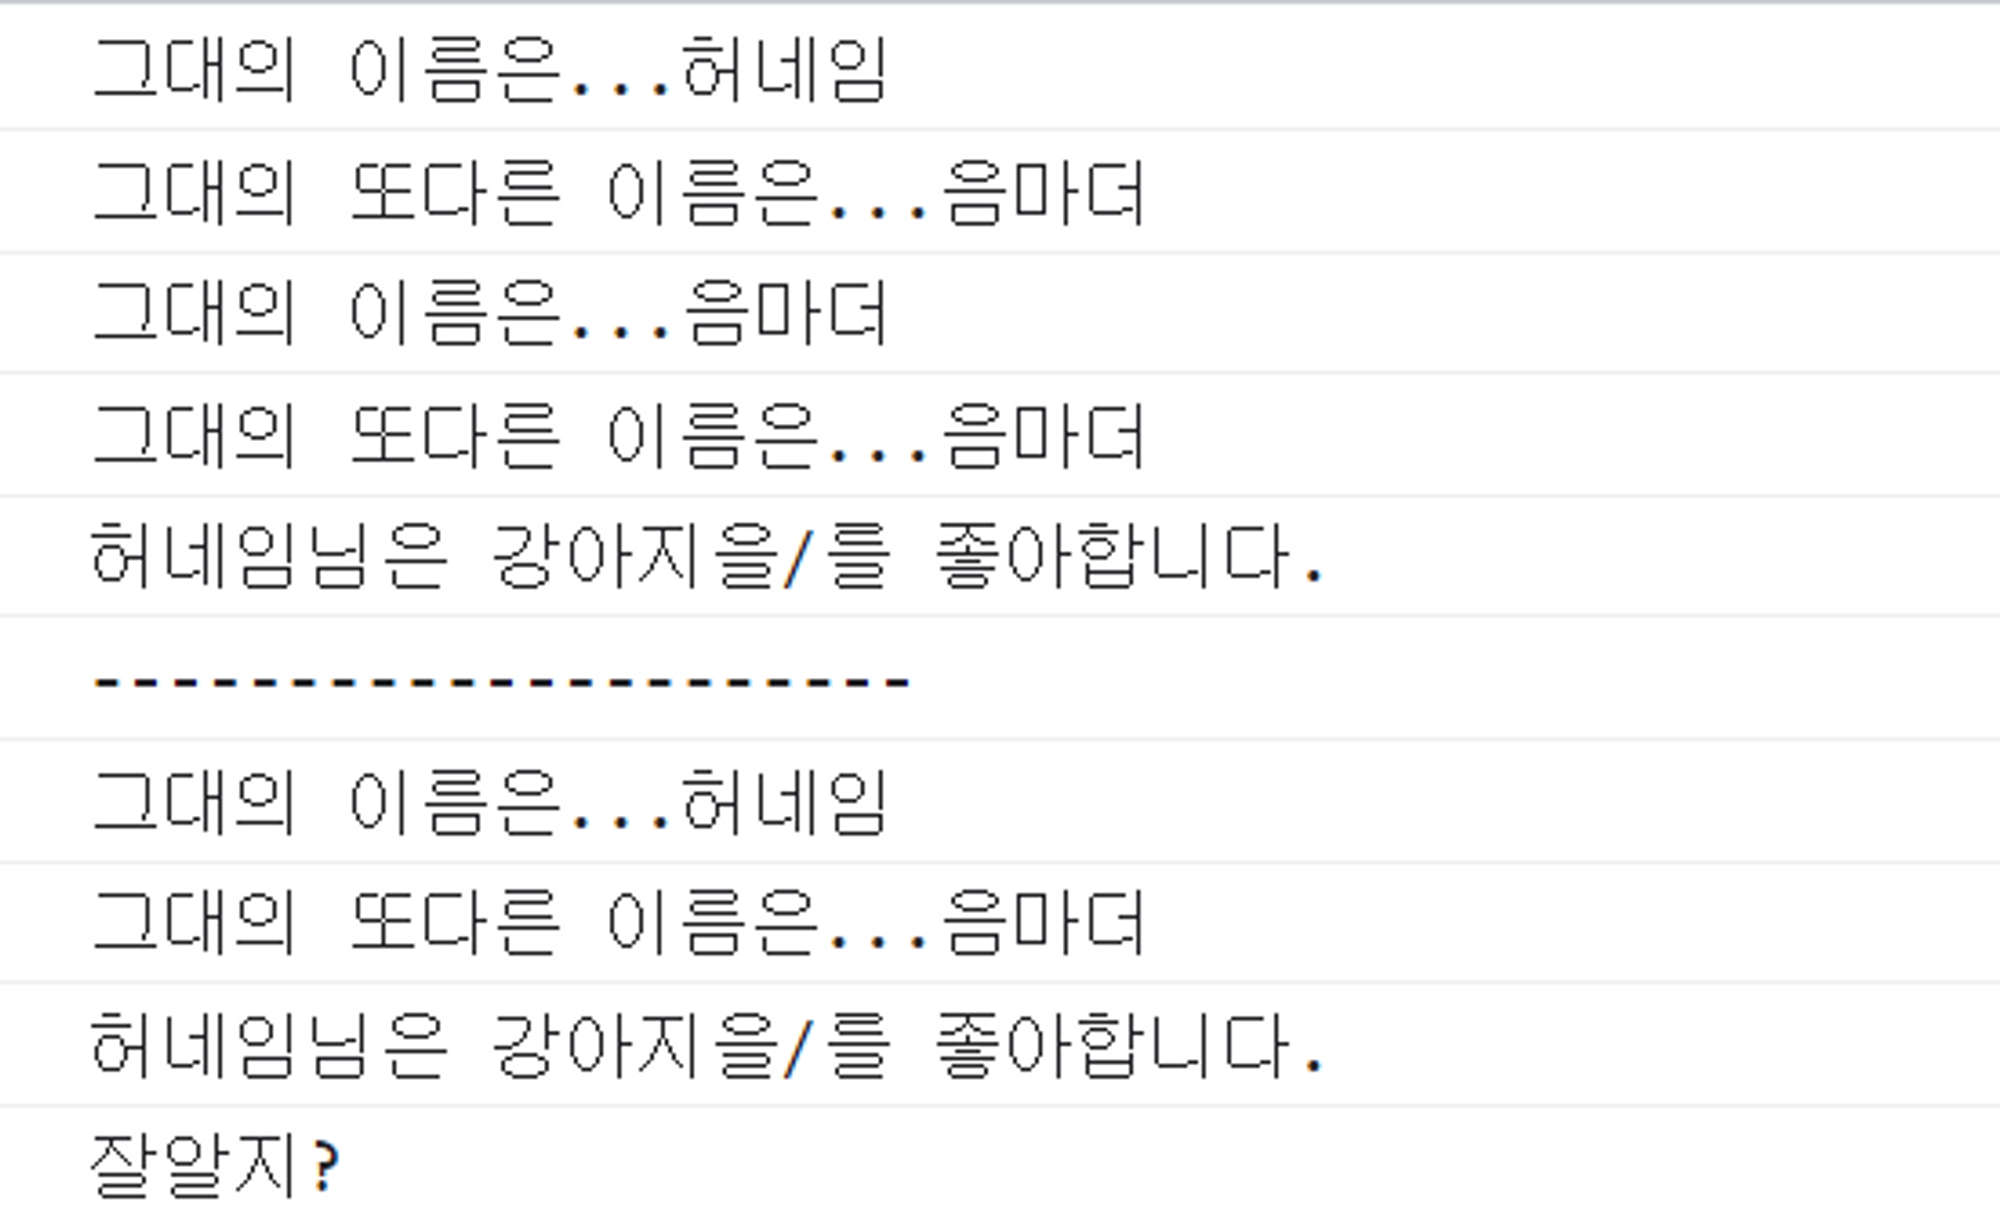 그대의 이름은...허네임
그대의 또다른 이름은...음마뎌
그대의 이름은...음마뎌
그대의 또다른 이름은...음마뎌
허네임님은 강아지을/를 좋아합니다.
---------------------
그대의 이름은...허네임
그대의 또다른 이름은...음마뎌
허네임님은 강아지을/를 좋아합니다.
잘알지?